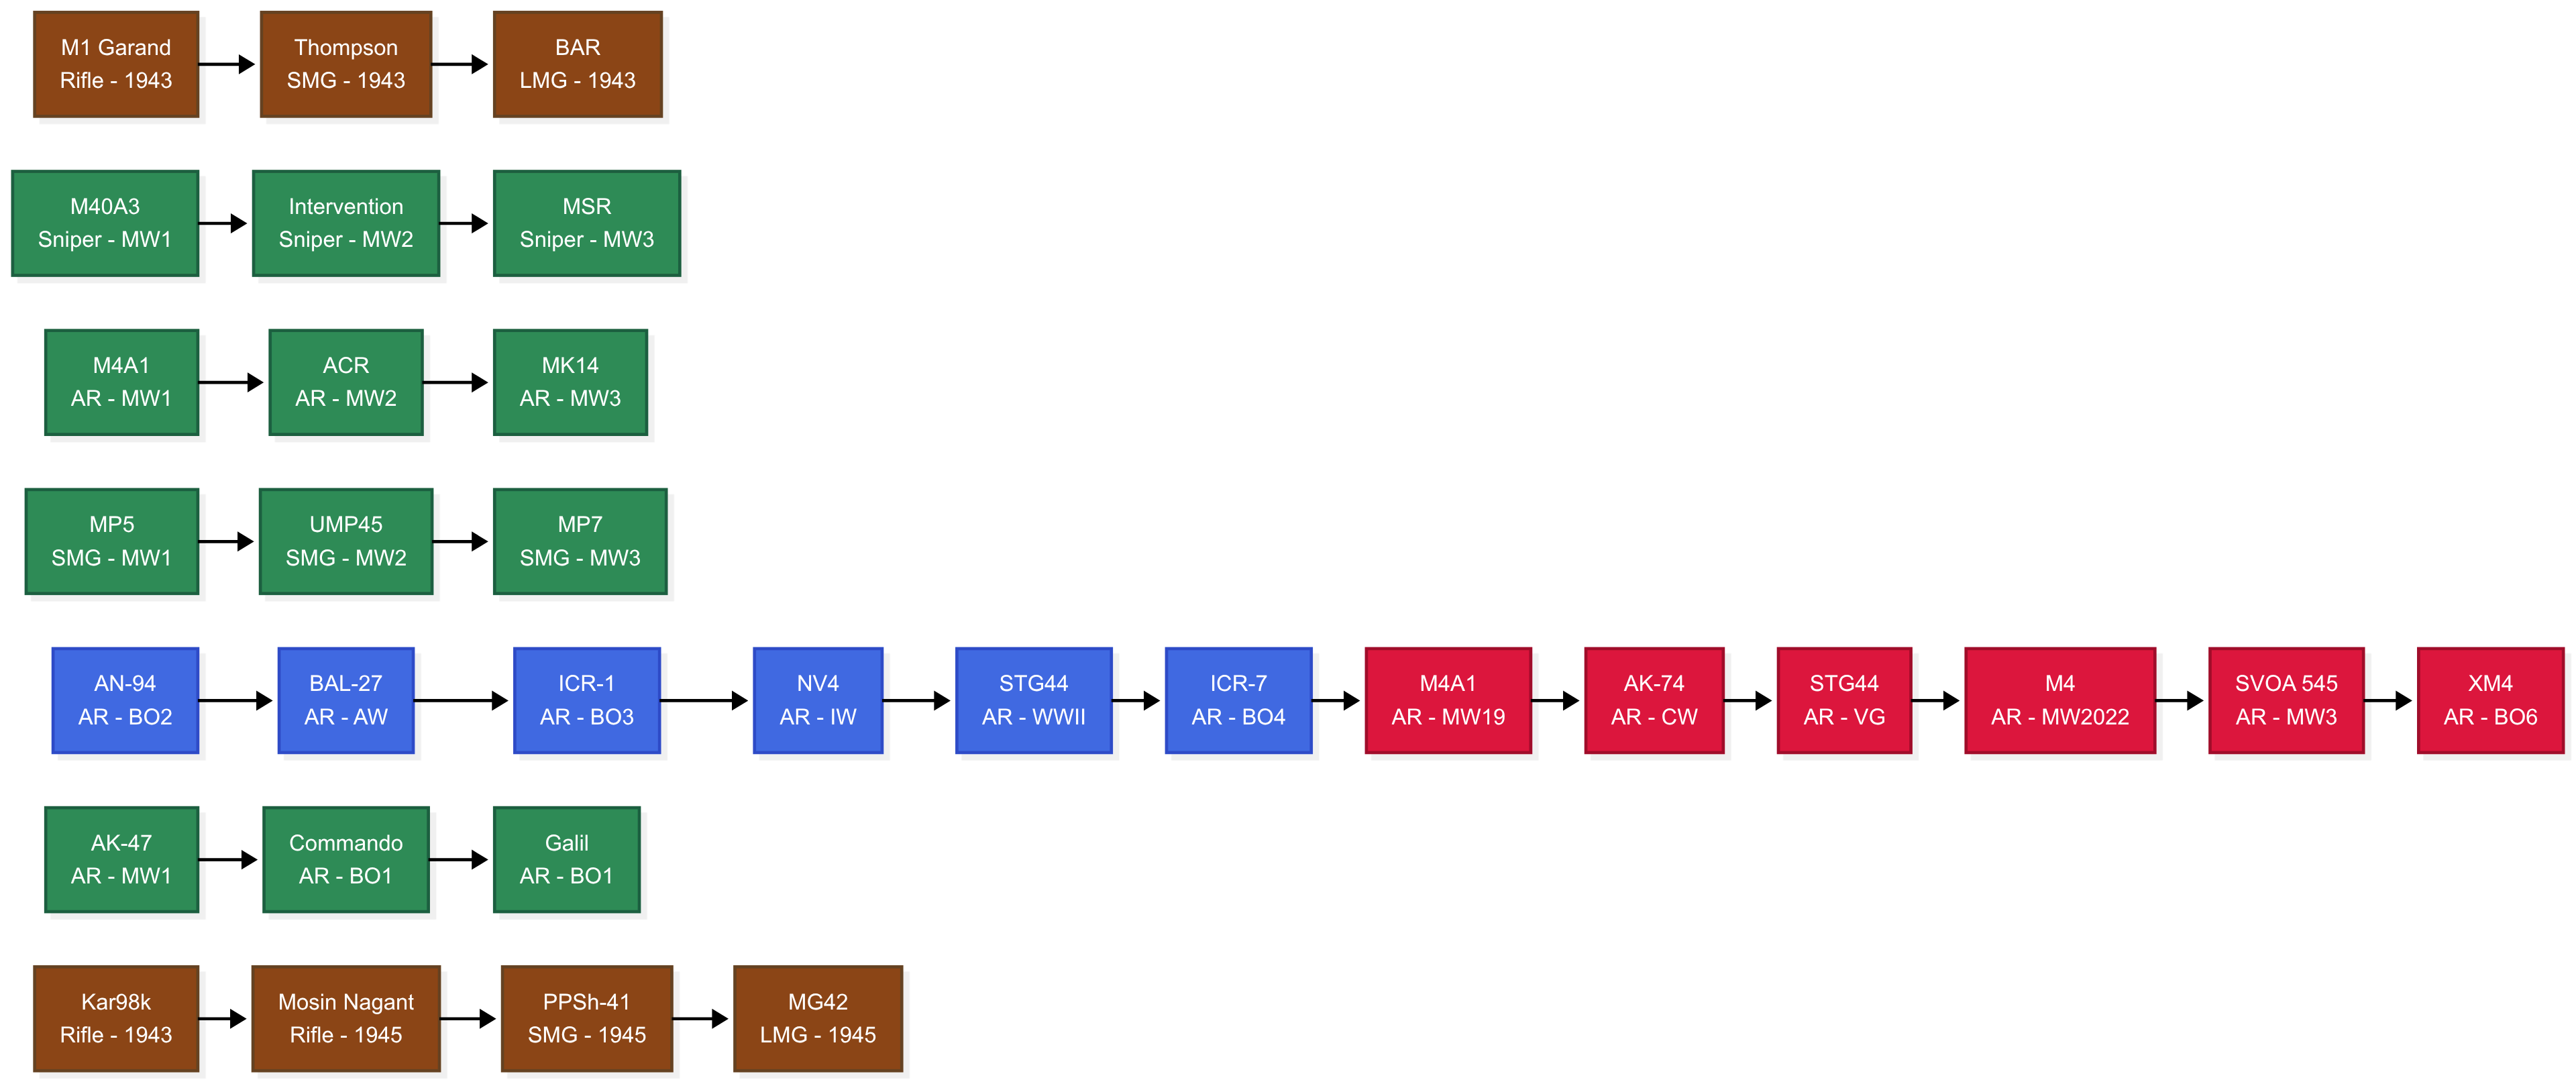 M1 Garand
Rifle - 1943
Thompson
SMG - 1943
BAR
LMG - 1943
M40A3
Sniper - MW1
Intervention
Sniper - MW2
MSR
Sniper - MW3
M4A1
AR - MW1
ACR
AR - MW2
MK14
AR - MW3
MP5
SMG - MW1
UMP45
SMG - MW2
MP7
SMG - MW3
AN-94
AR - BO2
BAL-27
AR - AW
ICR-1
AR - BO3
NV4
AR - IW
STG44
AR - WWII
ICR-7
AR - BO4
M4A1
AR - MW19
AK-74
AR - CW
STG44
AR - VG
M4
AR - MW2022
SVOA 545
AR - MW3
XM4
AR - BO6
AK-47
AR - MW1
Commando
AR - BO1
Galil
AR - BO1
Kar98k
Rifle - 1943
Mosin Nagant
Rifle - 1945
PPSh-41
SMG - 1945
MG42
LMG - 1945